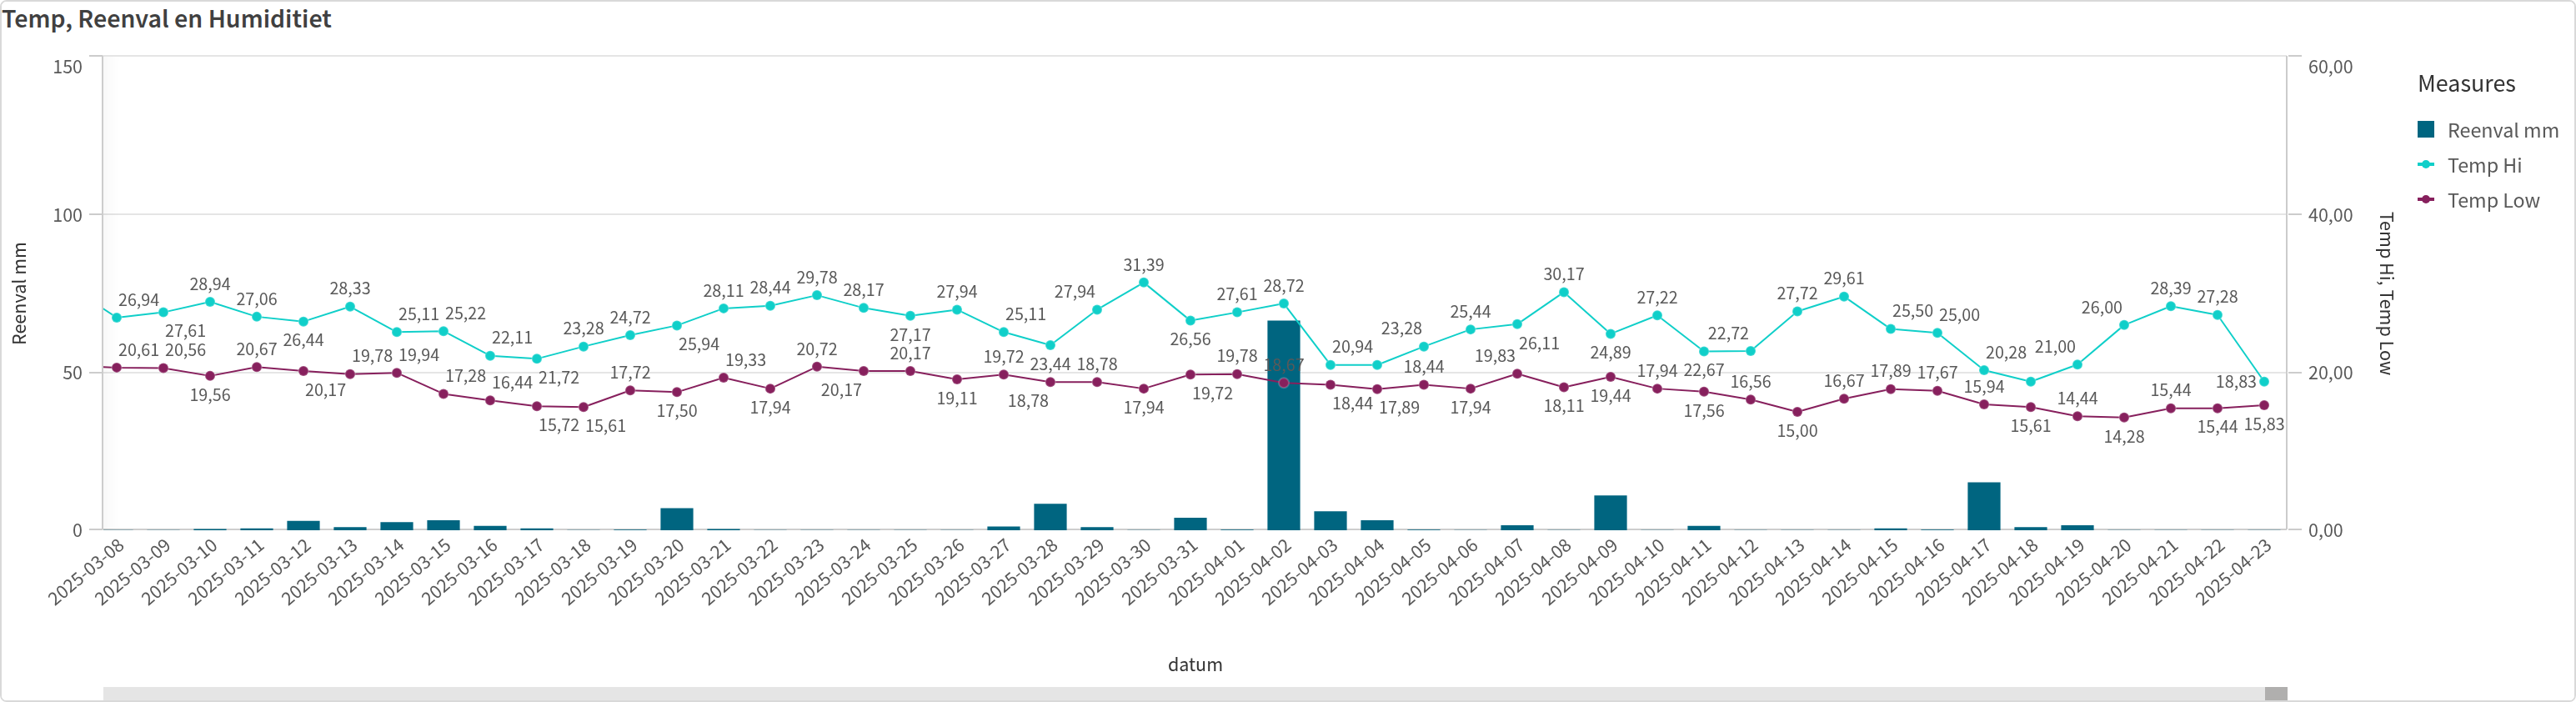 Temp, Reenval en Humiditiet
150
100
50
0
Reenval mm
60,00
40,00
20,00
0,00
Temp Hi, Temp Low
Measures
Reenval mm
Temp Hi
Temp Low
26,94 27,61 28,94 27,06 26,44 28,33 25,11 25,22 22,11 21,72 23,28 24,72 25,94 28,11 28,44 29,78 28,17 27,17 27,94 25,11 23,44 27,94 31,39 26,56 27,61 28,72 20,94 23,28 25,44 26,11 30,17 24,89 27,22 22,67 22,72 27,72 29,61 25,50 25,00 20,28 21,00 26,00 28,39 27,28 18,83
20,61 20,56 19,56 20,67 20,17 19,78 19,94 17,28 16,44 15,72 15,61 17,72 17,50 19,33 17,94 20,72 20,17 20,17 19,11 19,72 18,78 18,78 17,94 19,72 19,78 18,67 18,44 17,89 18,44 17,94 19,83 18,11 19,44 17,94 17,56 16,56 15,00 16,67 17,89 17,67 15,94 15,61 14,44 14,28 15,44 15,44 15,83
2025-03-08 2025-03-09 2025-03-10 2025-03-11 2025-03-12 2025-03-13 2025-03-14 2025-03-15 2025-03-16 2025-03-17 2025-03-18 2025-03-19 2025-03-20 2025-03-21 2025-03-22 2025-03-23 2025-03-24 2025-03-25 2025-03-26 2025-03-27 2025-03-28 2025-03-29 2025-03-30 2025-03-31 2025-04-01 2025-04-02 2025-04-03 2025-04-04 2025-04-05 2025-04-06 2025-04-07 2025-04-08 2025-04-09 2025-04-10 2025-04-11 2025-04-12 2025-04-13 2025-04-14 2025-04-15 2025-04-16 2025-04-17 2025-04-18 2025-04-19 2025-04-20 2025-04-21 2025-04-22 2025-04-23
datum